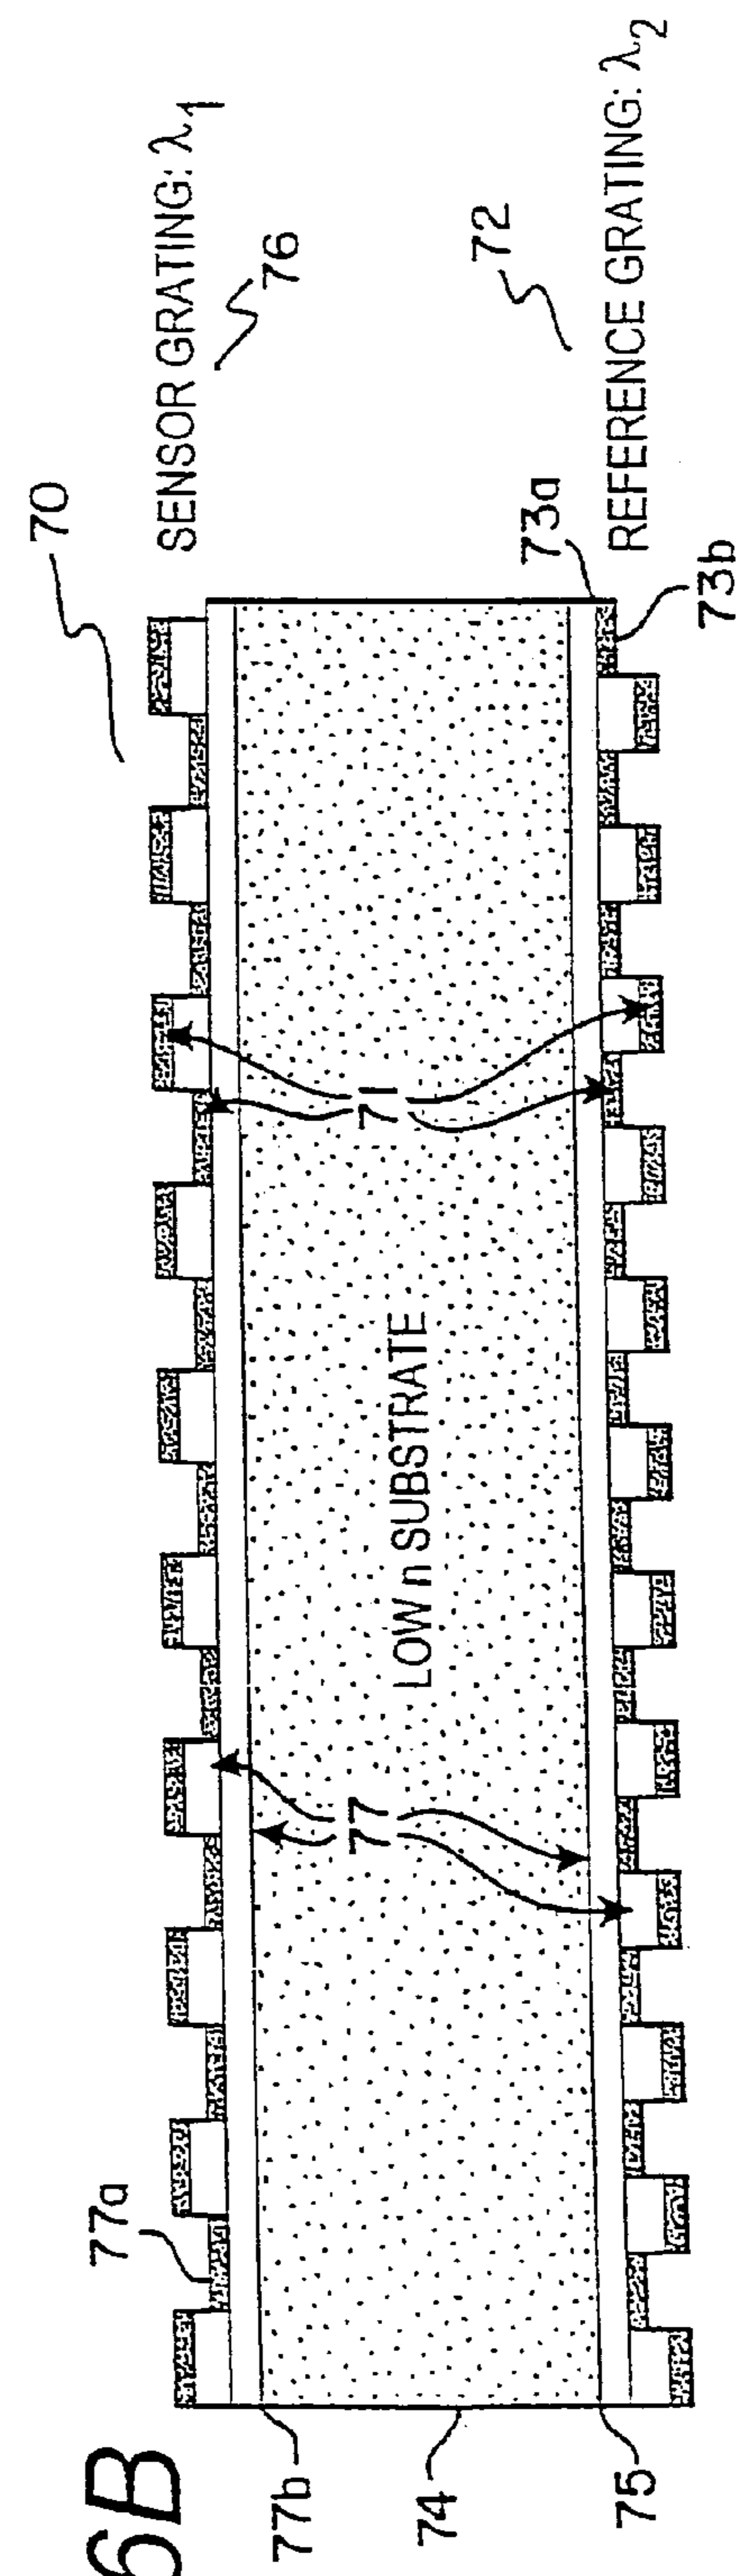 6B
70
SENSOR GRATING: λ1
76
72
REFERENCE GRATING: λ2
73a
73b
71
LOW n SUBSTRATE
77
77a
77b
74
75